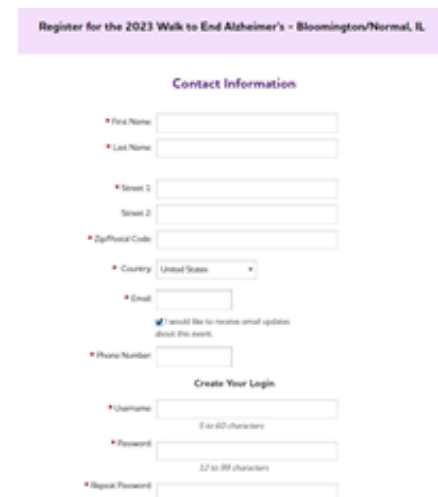 Register for the 2023 Walk to End Alzheimer's - Bloomington/Normal, IL
Contact Information
* First Name:
* Last Name:
* Street 1:
Street 2:
* Zip/Postal Code:
* Country: United States
* Email:
I would like to receive email updates
about this event.
* Phone Number:
Create Your Login
* Username:
5 to 60 characters
* Password:
12 to 99 characters
* Repeat Password: